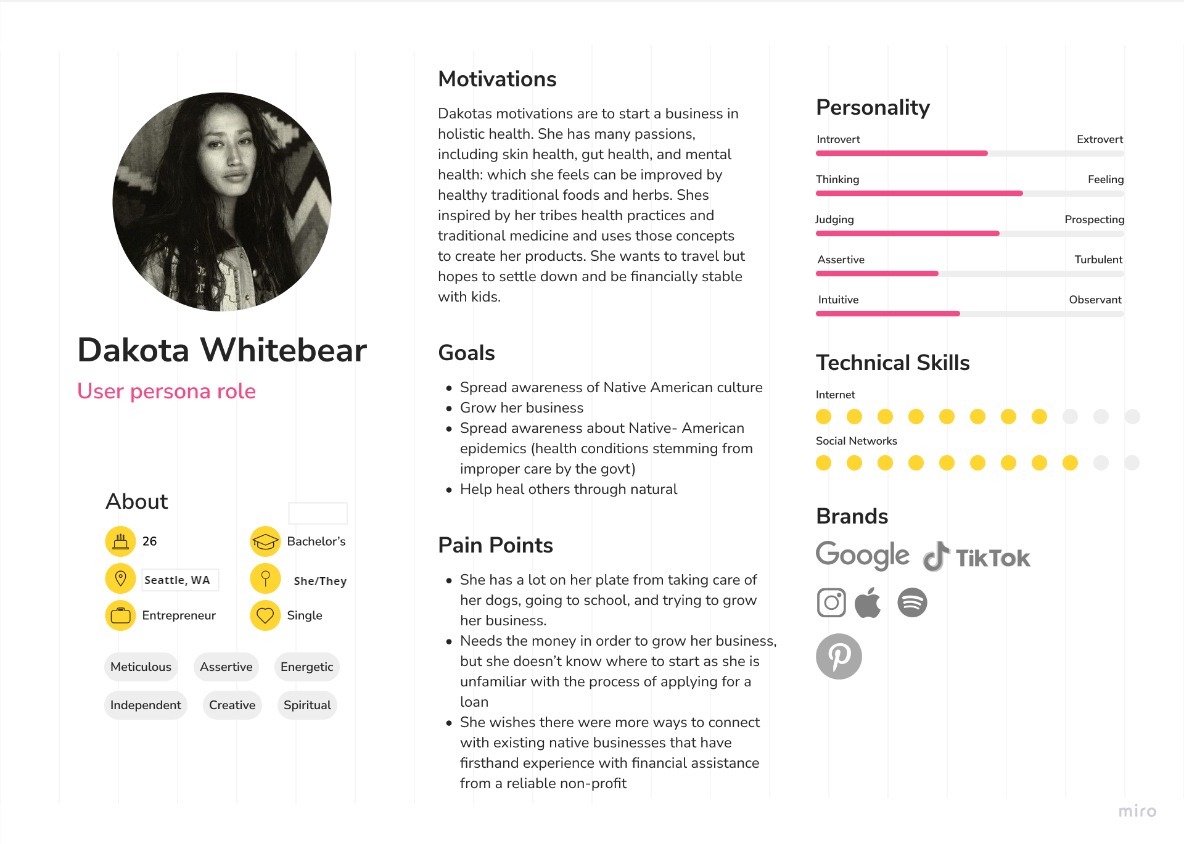 Dakota Whitebear
User persona role
About
26
Bachelor's
Seattle, WA
She/They
Entrepreneur
Single
Meticulous
Assertive
Energetic
Independent
Creative
Spiritual
Motivations
Dakotas motivations are to start a business in
holistic health. She has many passions,
including skin health, gut health, and mental
health: which she feels can be improved by
healthy traditional foods and herbs. Shes
inspired by her tribes health practices and
traditional medicine and uses those concepts
to create her products. She wants to travel but
hopes to settle down and be financially stable
with kids.
Goals
• Spread awareness of Native American culture
• Grow her business
• Spread awareness about Native- American
epidemics (health conditions stemming from
improper care by the govt)
• Help heal others through natural
Pain Points
• She has a lot on her plate from taking care of
her dogs, going to school, and trying to grow
her business.
• Needs the money in order to grow her business,
but she doesn't know where to start as she is
unfamiliar with the process of applying for a
loan
• She wishes there were more ways to connect
with existing native businesses that have
firsthand experience with financial assistance
from a reliable non-profit
Personality
Introvert Extrovert
Thinking Feeling
Judging Prospecting
Assertive Turbulent
Intuitive Observant
Technical Skills
Internet
Social Networks
Brands
Google TikTok
miro